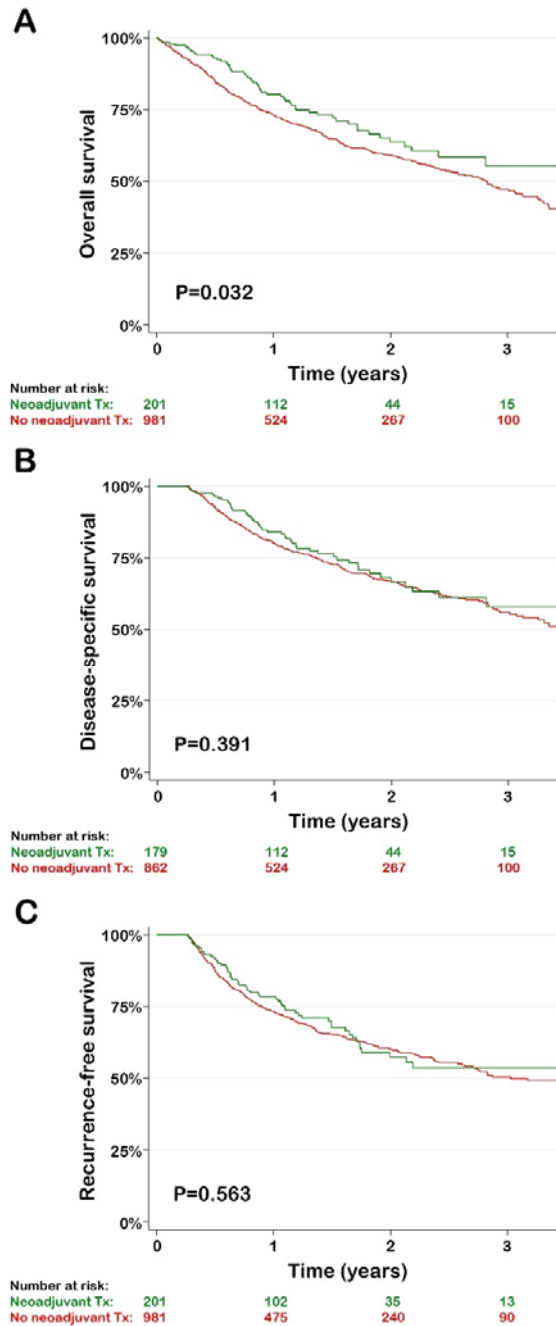 A
100%
75%
50%
25%
0%
Overall survival
P=0.032
0 1 2 3
Time (years)
Number at risk:
Neoadjuvant Tx: 201 112 44 15
No neoadjuvant Tx: 981 524 267 100
B
100%
75%
50%
25%
0%
Disease-specific survival
P=0.391
0 1 2 3
Time (years)
Number at risk:
Neoadjuvant Tx: 179 112 44 15
No neoadjuvant Tx: 862 524 267 100
C
100%
75%
50%
25%
0%
Recurrence-free survival
P=0.563
0 1 2 3
Time (years)
Number at risk:
Neoadjuvant Tx: 201 102 35 13
No neoadjuvant Tx: 981 475 240 90